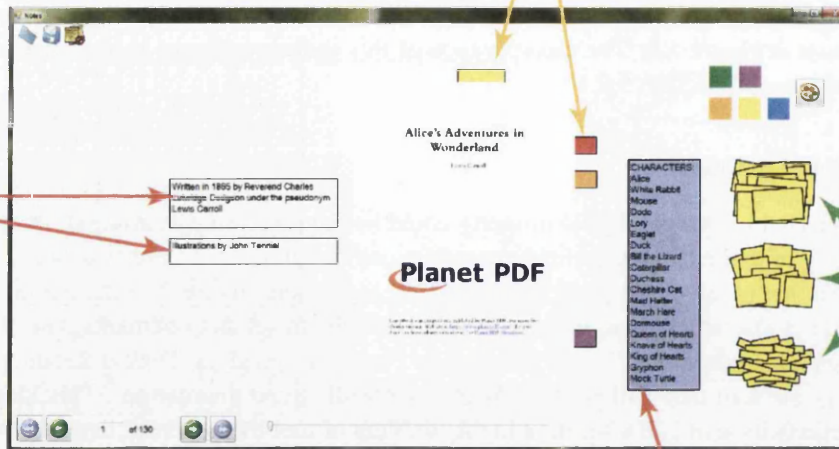 Notes
Alice's Adventures in
Wonderland
Written in 1895 by Reverend Charles
Lutwidge Dodgson under the pseudonym
Lewis Carroll
Illustrations by John Tenniel
Planet PDF
CHARACTERS:
Alice
White Rabbit
Mouse
Dodo
Lory
Eaglet
Duck
Bill the Lizard
Caterpillar
Duchess
Cheshire Cat
Mad Hatter
March Hare
Dormouse
Queen of Hearts
Knave of Hearts
King of Hearts
Gryphon
Mock Turtle
1 of 130